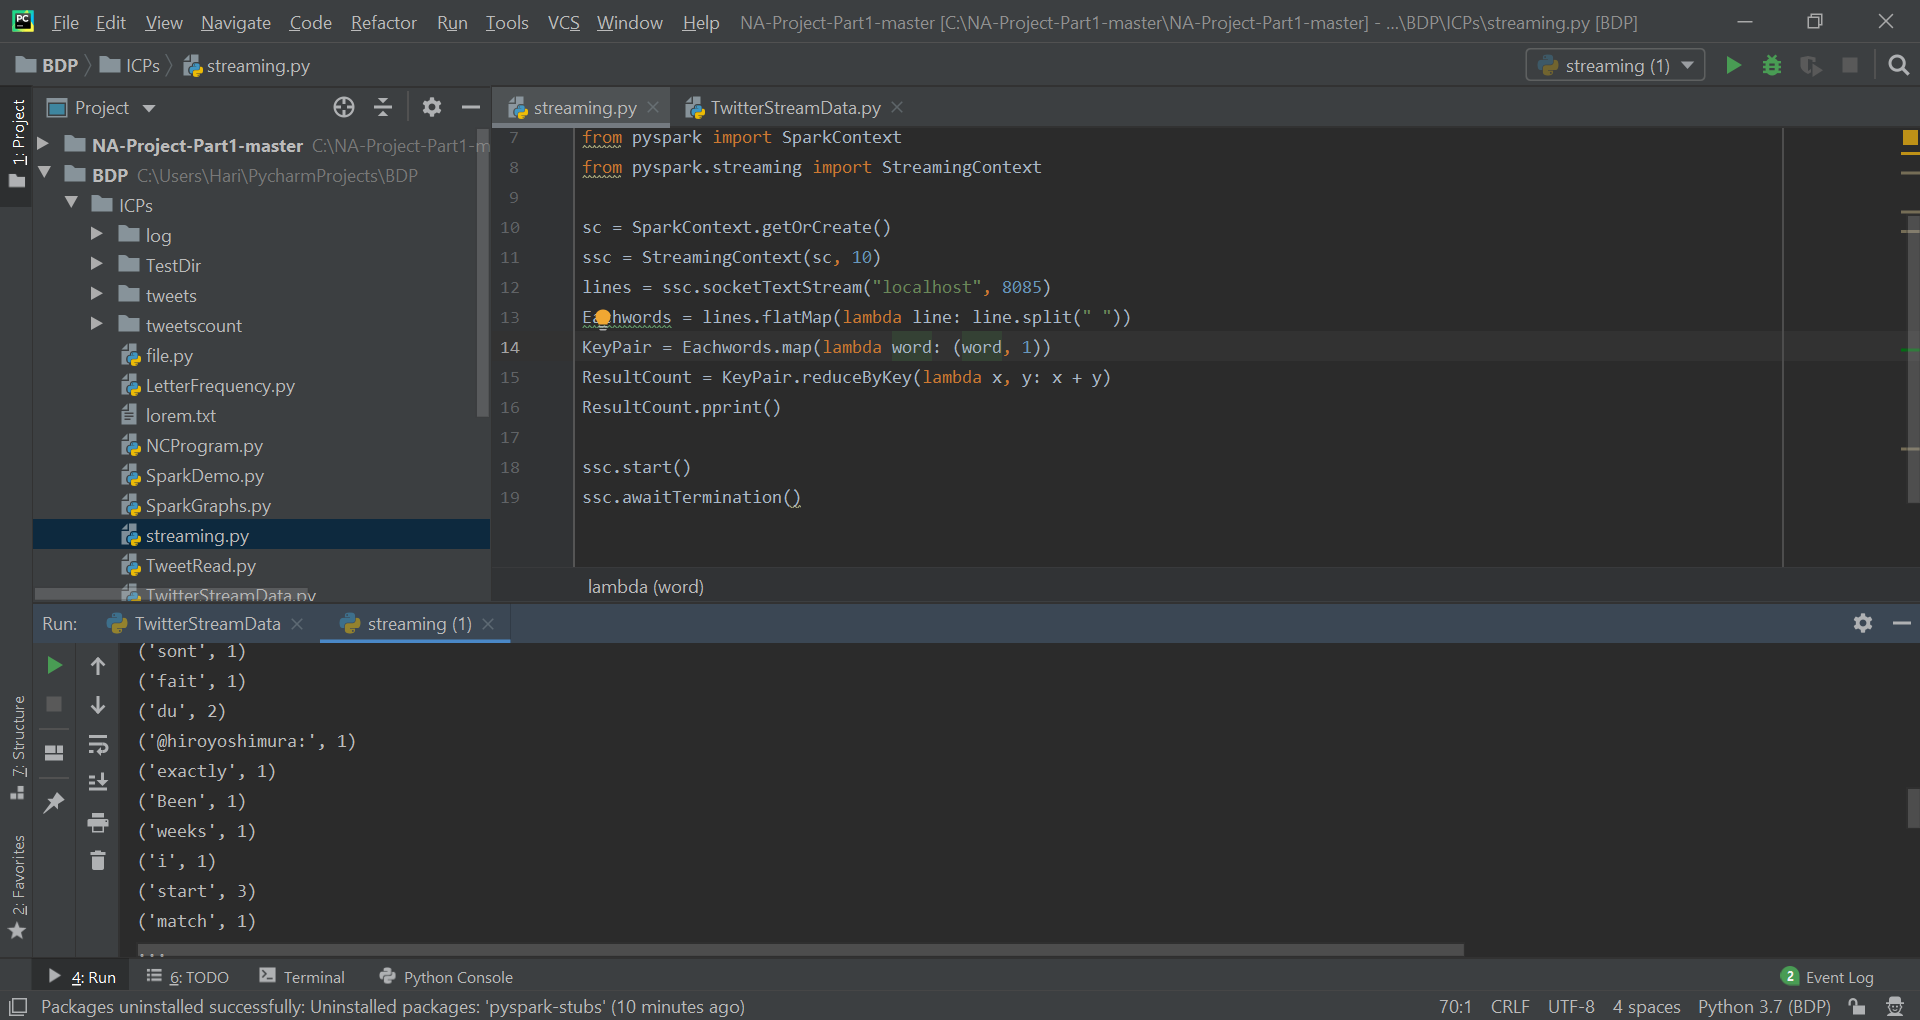 PC File Edit View Navigate Code Refactor Run Tools VCS Window Help NA-Project-Part1-master [C:\NA-Project-Part1-master\NA-Project-Part1-master] - ...\BDP\ICPs\streaming.py [BDP]
BDP ICPs streaming.py streaming (1)
1: Project
Project
NA-Project-Part1-master C:\NA-Project-Part1-m
BDP C:\Users\Hari\PycharmProjects\BDP
ICPs
log
TestDir
tweets
tweetscount
file.py
LetterFrequency.py
lorem.txt
NCProgram.py
SparkDemo.py
SparkGraphs.py
streaming.py
TweetRead.py
TwitterStreamData.py
streaming.py TwitterStreamData.py
7 from pyspark import SparkContext
8 from pyspark.streaming import StreamingContext
9
10 sc = SparkContext.getOrCreate()
11 ssc = StreamingContext(sc, 10)
12 lines = ssc.socketTextStream("localhost", 8085)
13 Eachwords = lines.flatMap(lambda line: line.split(" "))
14 KeyPair = Eachwords.map(lambda word: (word, 1))
15 ResultCount = KeyPair.reduceByKey(lambda x, y: x + y)
16 ResultCount.pprint()
17
18 ssc.start()
19 ssc.awaitTermination()
lambda (word)
Run: TwitterStreamData streaming (1)
7: Structure
2: Favorites
('sont', 1)
('fait', 1)
('du', 2)
('@hiroyoshimura:', 1)
('exactly', 1)
('Been', 1)
('weeks', 1)
('i', 1)
('start', 3)
('match', 1)
...
4: Run 6: TODO Terminal Python Console 2 Event Log
Packages uninstalled successfully: Uninstalled packages: 'pyspark-stubs' (10 minutes ago) 70:1 CRLF UTF-8 4 spaces Python 3.7 (BDP)